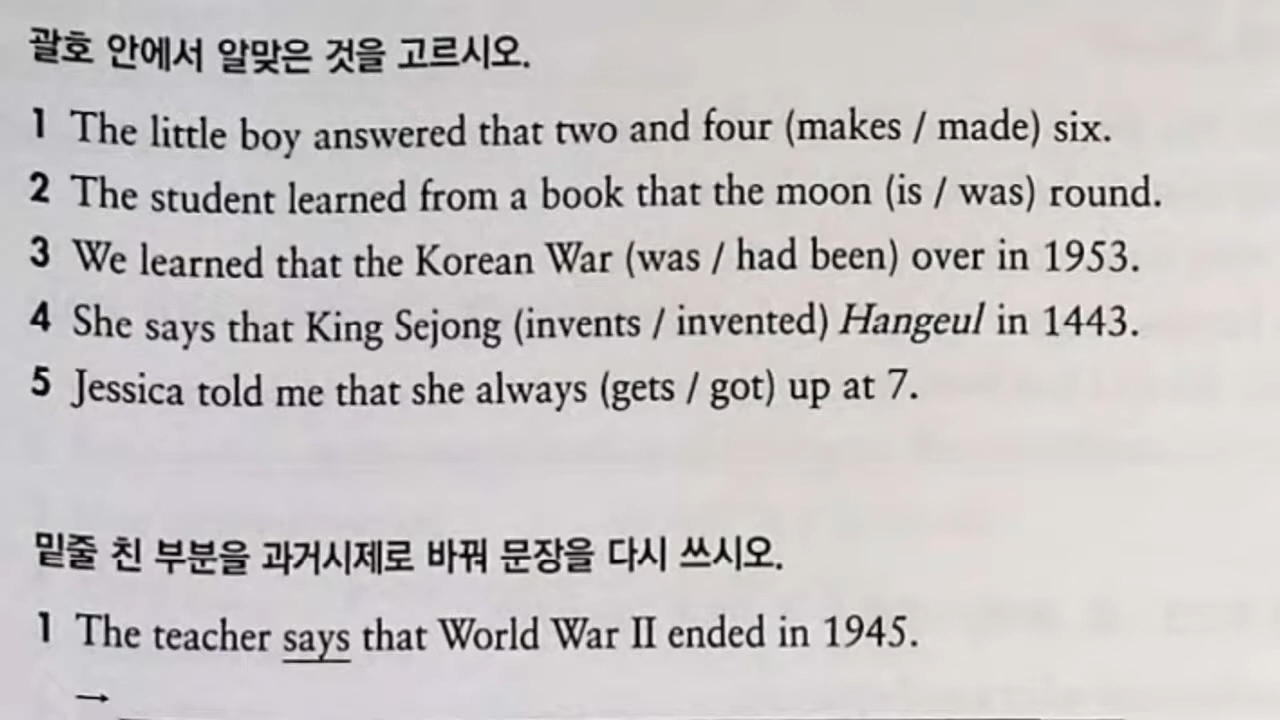 괄호 안에서 알맞은 것을 고르시오.
1 The little boy answered that two and four (makes / made) six.
2 The student learned from a book that the moon (is / was) round.
3 We learned that the Korean War (was / had been) over in 1953.
4 She says that King Sejong (invents / invented) Hangeul in 1443.
5 Jessica told me that she always (gets / got) up at 7.
밑줄 친 부분을 과거시제로 바꿔 문장을 다시 쓰시오.
1 The teacher says that World War II ended in 1945.
→